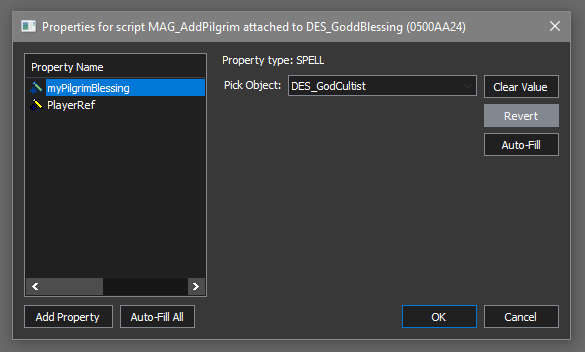 Properties for script MAG_AddPilgrim attached to DES_GoddBlessing (0500AA24)
Property Name
myPilgrimBlessing
PlayerRef
Property type: SPELL
Pick Object: DES_GodCultist
Clear Value
Revert
Auto-Fill
Add Property Auto-Fill All OK Cancel